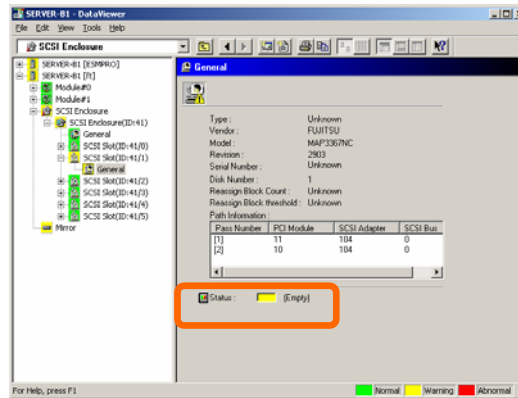 SERVER-B1 - DataViewer
File Edit View Tools Help
SCSI Enclosure
SERVER-B1 [ESMPRO]
SERVER-B1 [ft]
Module#0
Module#1
SCSI Enclosure
SCSI Enclosure(ID:41)
General
SCSI Slot(ID:41/0)
SCSI Slot(ID:41/1)
General
SCSI Slot(ID:41/2)
SCSI Slot(ID:41/3)
SCSI Slot(ID:41/4)
SCSI Slot(ID:41/5)
Mirror
General
Type : Unknown
Vendor : FUJITSU
Model : MAP3367NC
Revision : 2903
Serial Number : Unknown
Disk Number : 1
Reassign Block Count : Unknown
Reassign Block threshold : Unknown
Path Information :
Pass Number PCI Module SCSI Adapter SCSI Bus
[1] 11 104 0
[2] 10 104 0
Status : (Empty)
For Help, press F1
Normal Warning Abnormal